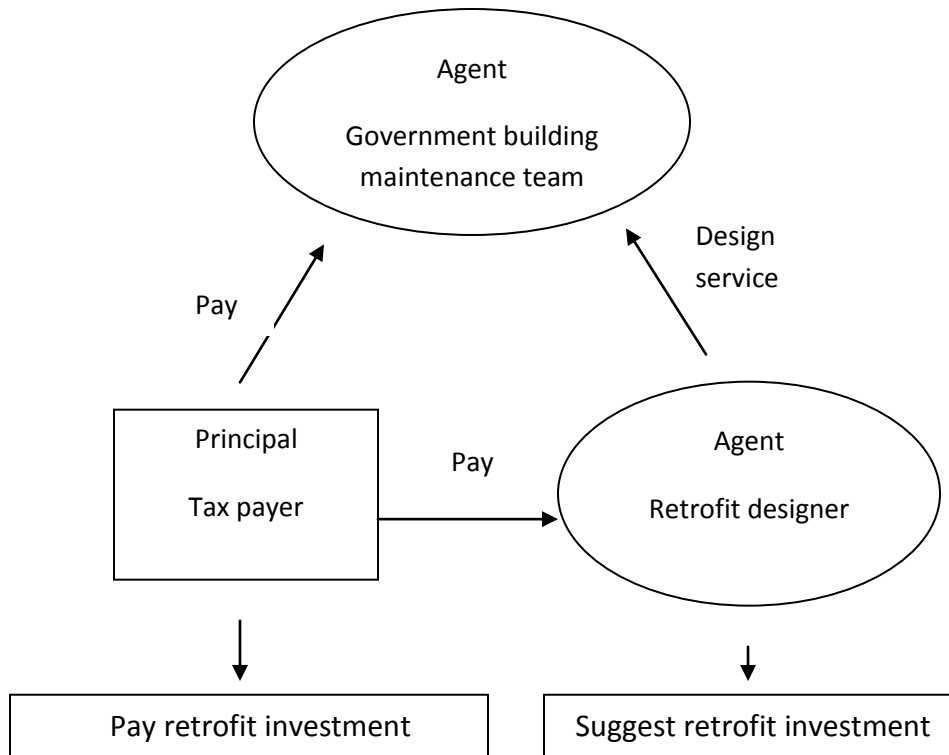 Agent
Government building
maintenance team
Design
service
Pay
Principal
Tax payer
Pay
Agent
Retrofit designer
Pay retrofit investment
Suggest retrofit investment